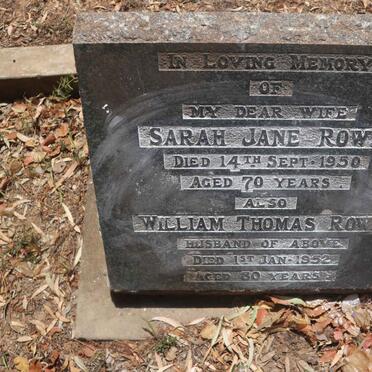 IN LOVING MEMORY
OF
MY DEAR WIFE
SARAH JANE ROW
DIED 14TH SEPT. 1950
AGED 70 YEARS
ALSO
WILLIAM THOMAS ROW
HUSBAND OF ABOVE
DIED 1ST JAN. 1952
AGED 80 YEARS